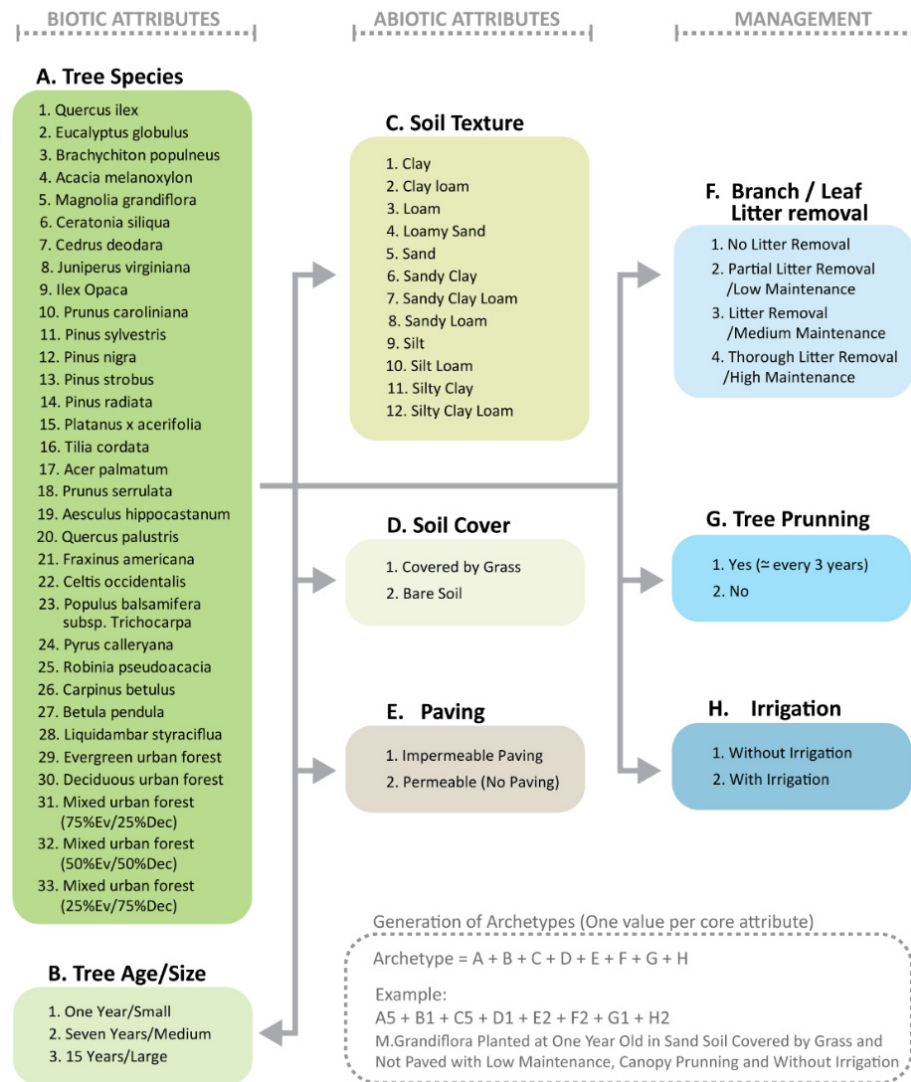 BIOTIC ATTRIBUTES
ABIOTIC ATTRIBUTES
MANAGEMENT
A. Tree Species
1. Quercus ilex
2. Eucalyptus globulus
3. Brachychiton populneus
4. Acacia melanoxylon
5. Magnolia grandiflora
6. Ceratonia siliqua
7. Cedrus deodara
8. Juniperus virginiana
9. Ilex Opaca
10. Prunus caroliniana
11. Pinus sylvestris
12. Pinus nigra
13. Pinus strobus
14. Pinus radiata
15. Platanus x acerifolia
16. Tilia cordata
17. Acer palmatum
18. Prunus serrulata
19. Aesculus hippocastanum
20. Quercus palustris
21. Fraxinus americana
22. Celtis occidentalis
23. Populus balsamifera
subsp. Trichocarpa
24. Pyrus calleryana
25. Robinia pseudoacacia
26. Carpinus betulus
27. Betula pendula
28. Liquidambar styraciflua
29. Evergreen urban forest
30. Deciduous urban forest
31. Mixed urban forest
(75%Ev/25%Dec)
32. Mixed urban forest
(50%Ev/50%Dec)
33. Mixed urban forest
(25%Ev/75%Dec)
B. Tree Age/Size
1. One Year/Small
2. Seven Years/Medium
3. 15 Years/Large
C. Soil Texture
1. Clay
2. Clay loam
3. Loam
4. Loamy Sand
5. Sand
6. Sandy Clay
7. Sandy Clay Loam
8. Sandy Loam
9. Silt
10. Silt Loam
11. Silty Clay
12. Silty Clay Loam
D. Soil Cover
1. Covered by Grass
2. Bare Soil
E. Paving
1. Impermeable Paving
2. Permeable (No Paving)
F. Branch / Leaf
Litter removal
1. No Litter Removal
2. Partial Litter Removal
/Low Maintenance
3. Litter Removal
/Medium Maintenance
4. Thorough Litter Removal
/High Maintenance
G. Tree Prunning
1. Yes (≃ every 3 years)
2. No
H. Irrigation
1. Without Irrigation
2. With Irrigation
Generation of Archetypes (One value per core attribute)
Archetype = A + B + C + D + E + F + G + H
Example:
A5 + B1 + C5 + D1 + E2 + F2 + G1 + H2
M.Grandiflora Planted at One Year Old in Sand Soil Covered by Grass and
Not Paved with Low Maintenance, Canopy Prunning and Without Irrigation